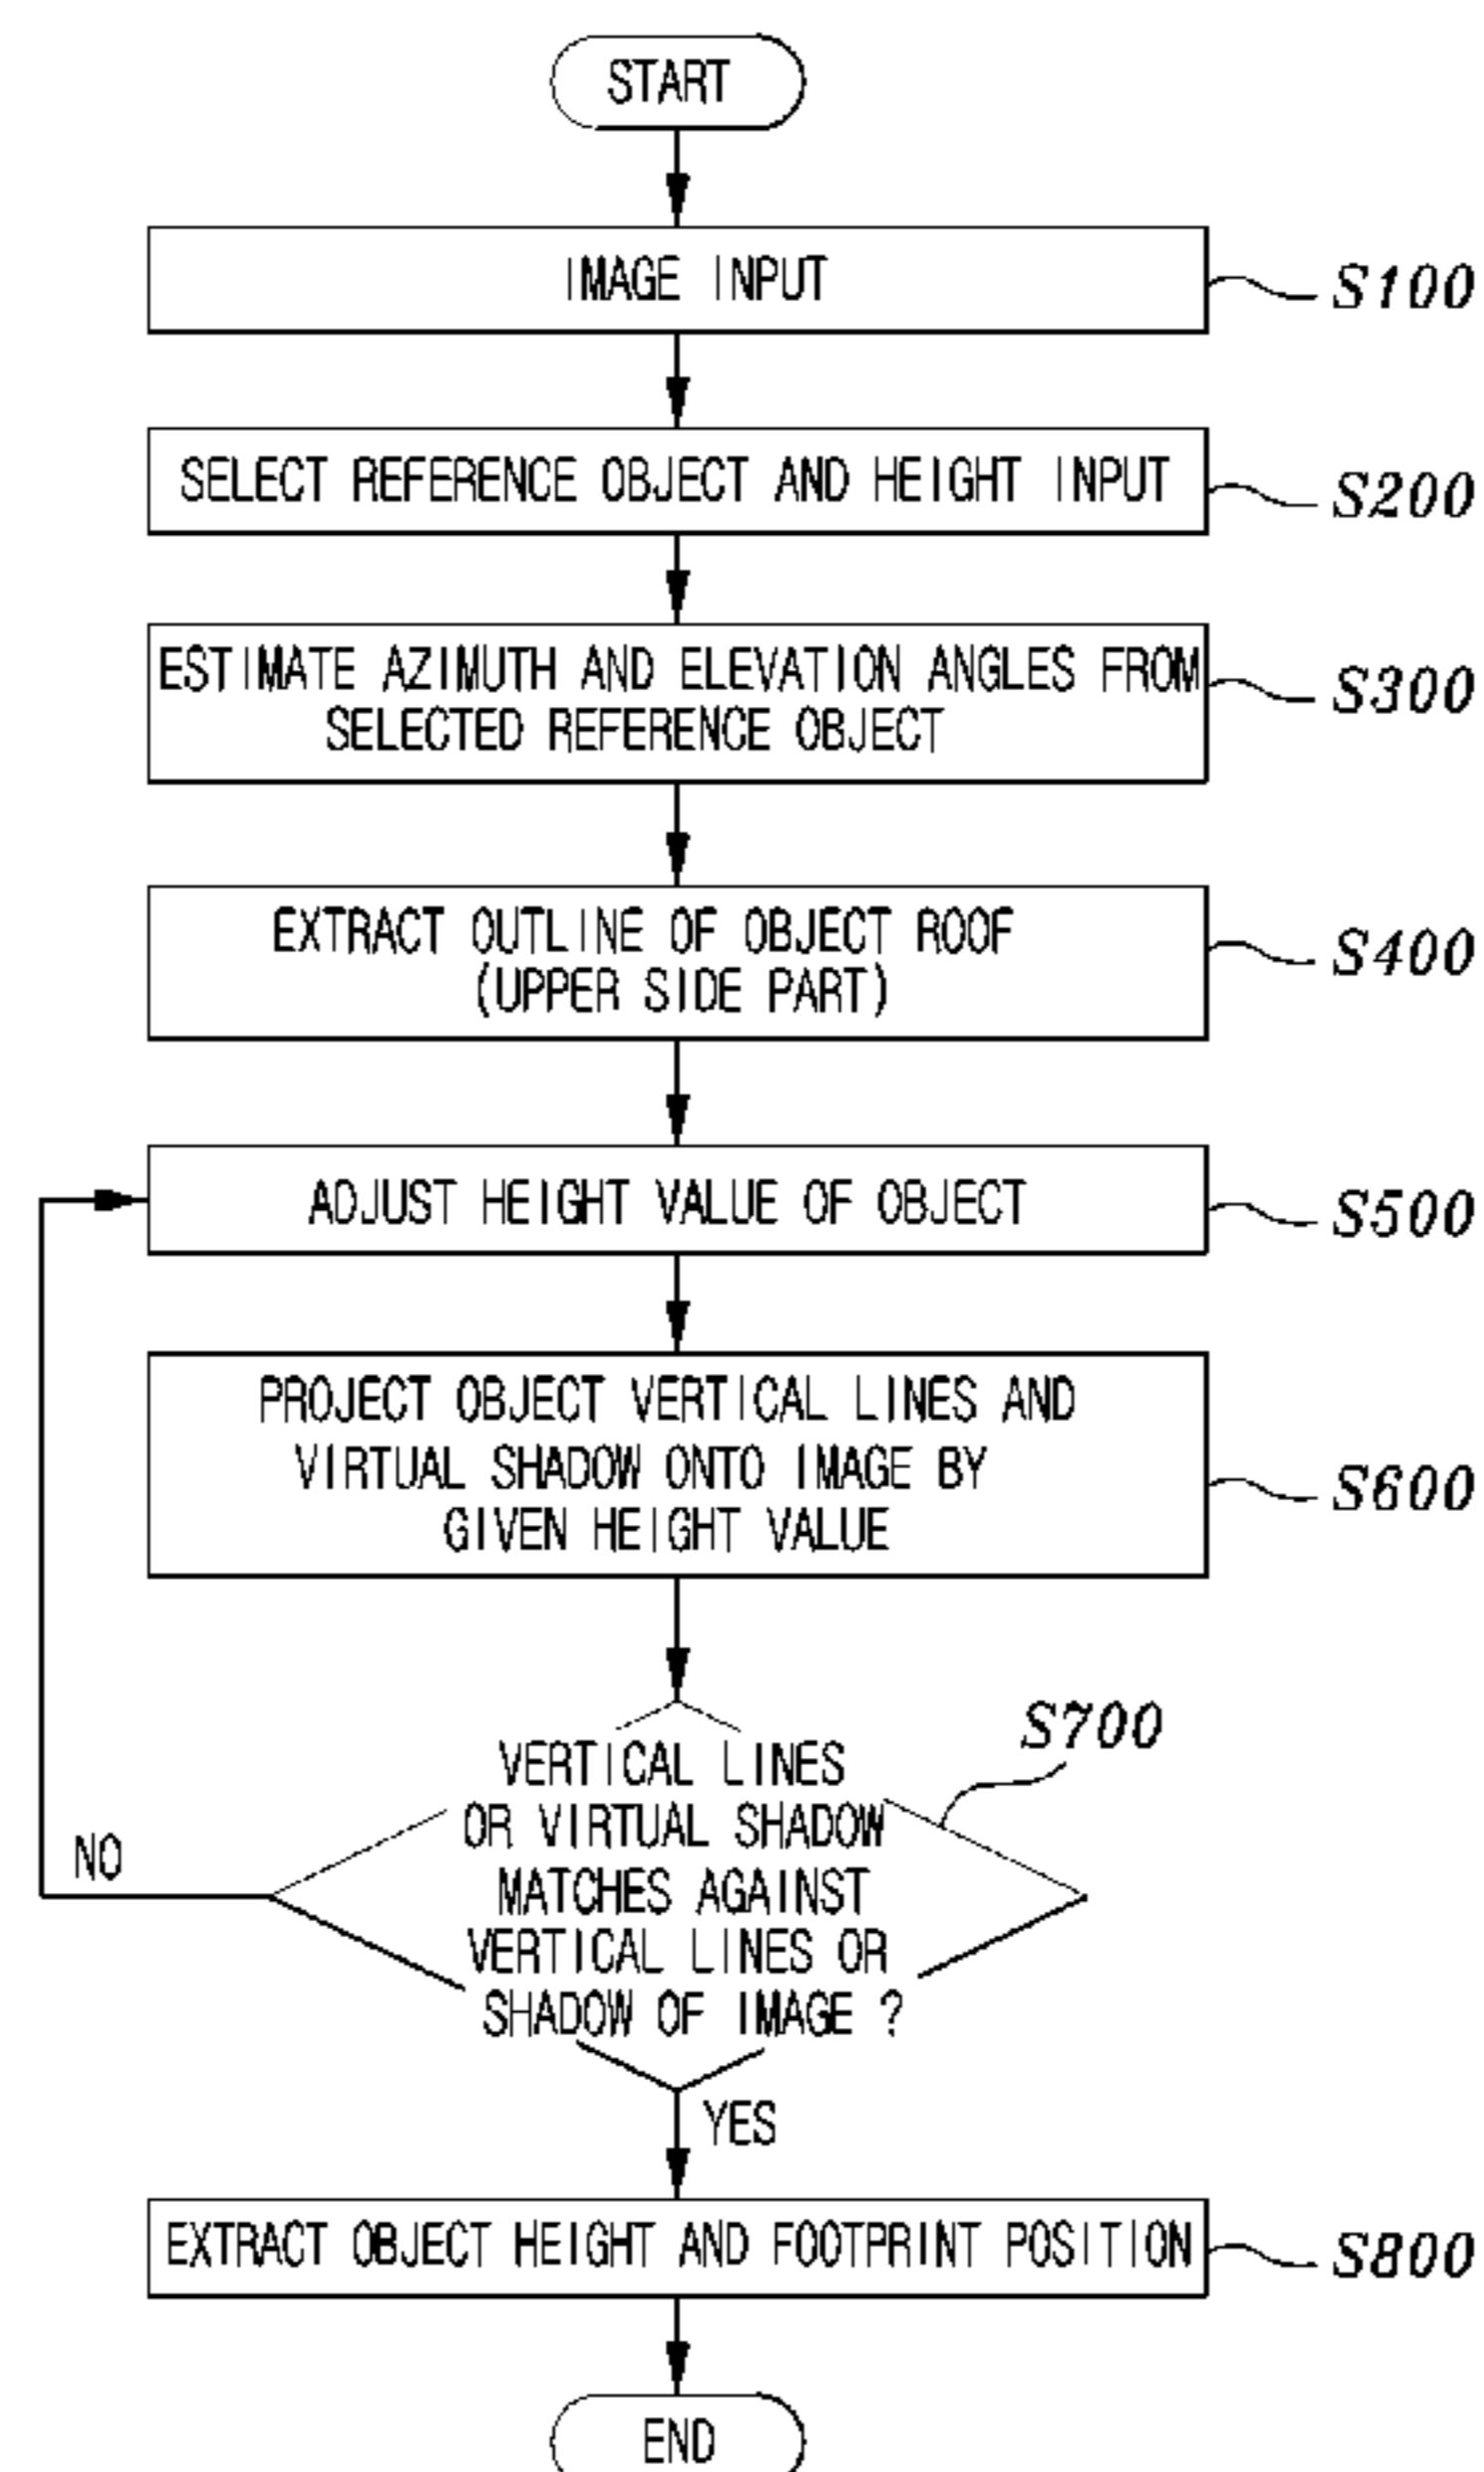 START
IMAGE INPUT
S100
SELECT REFERENCE OBJECT AND HEIGHT INPUT
S200
ESTIMATE AZIMUTH AND ELEVATION ANGLES FROM
SELECTED REFERENCE OBJECT
S300
EXTRACT OUTLINE OF OBJECT ROOF
(UPPER SIDE PART)
S400
ADJUST HEIGHT VALUE OF OBJECT
S500
PROJECT OBJECT VERTICAL LINES AND
VIRTUAL SHADOW ONTO IMAGE BY
GIVEN HEIGHT VALUE
S600
S700
VERTICAL LINES
OR VIRTUAL SHADOW
MATCHES AGAINST
VERTICAL LINES OR
SHADOW OF IMAGE ?
NO
YES
EXTRACT OBJECT HEIGHT AND FOOTPRINT POSITION
S800
END